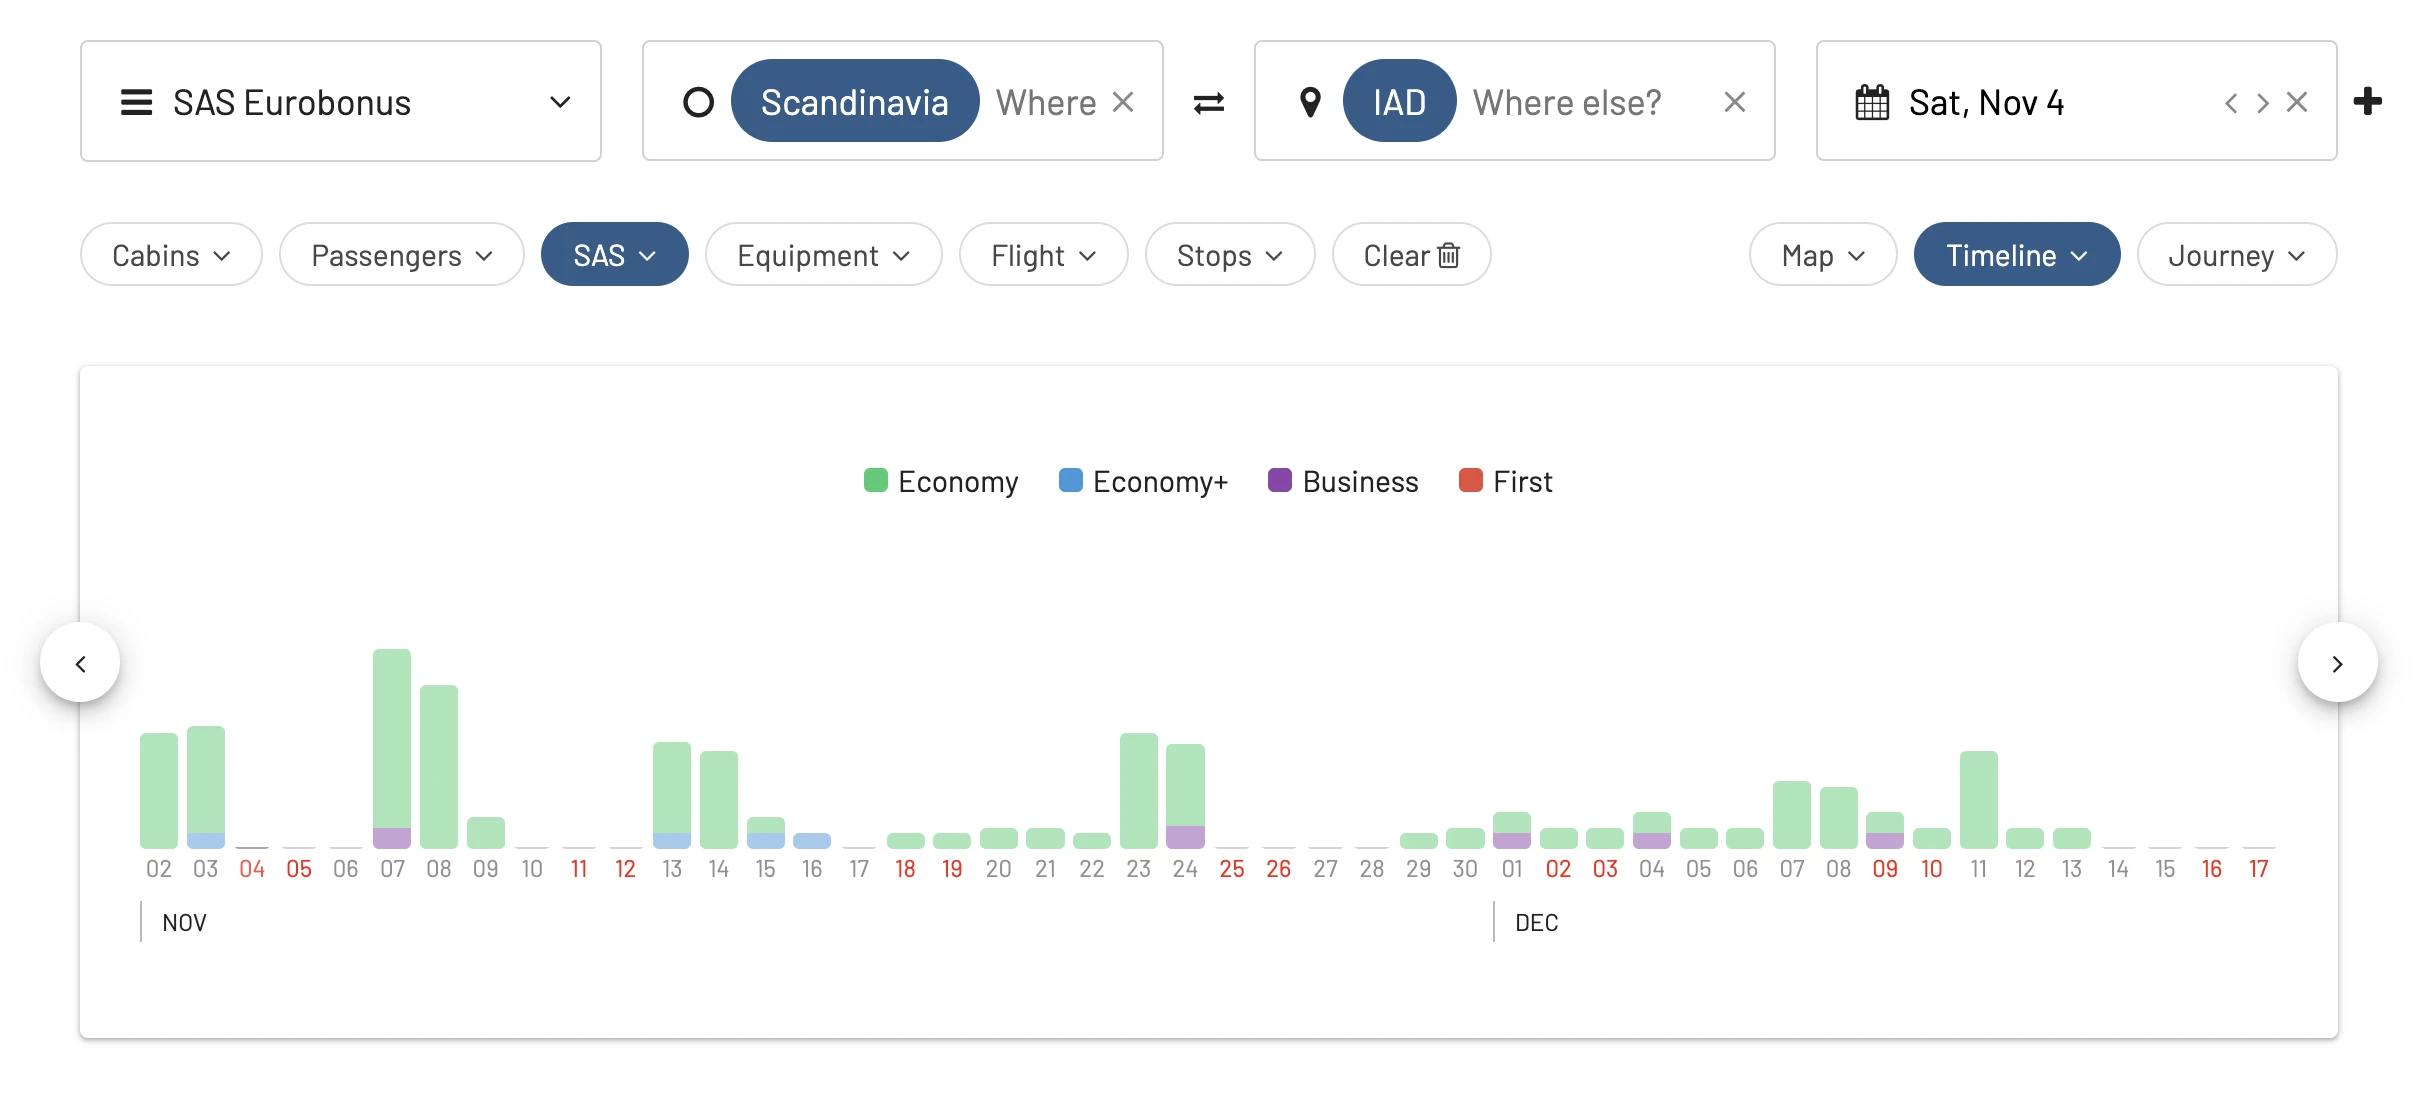 SAS Eurobonus Scandinavia Where IAD Where else? Sat, Nov 4
Cabins Passengers SAS Equipment Flight Stops Clear Map Timeline Journey
Economy Economy+ Business First
02 03 04 05 06 07 08 09 10 11 12 13 14 15 16 17 18 19 20 21 22 23 24 25 26 27 28 29 30 01 02 03 04 05 06 07 08 09 10 11 12 13 14 15 16 17
NOV DEC